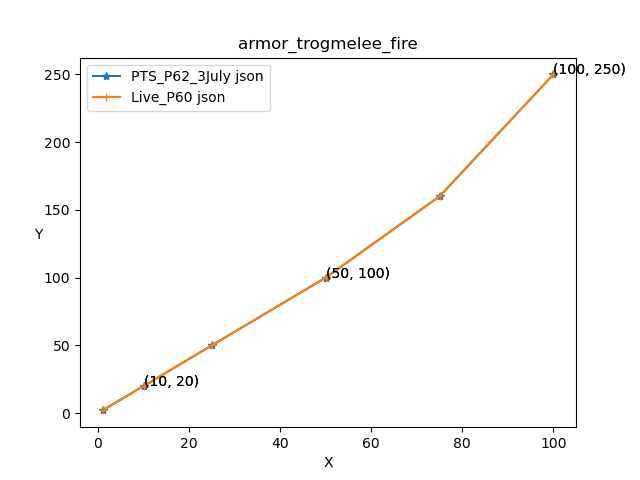 armor_trogmelee_fire
PTS_P62_3July json
Live_P60 json
(100, 250)
(50, 100)
(10, 20)
250
200
150
100
50
0
Y
0 20 40 60 80 100
X